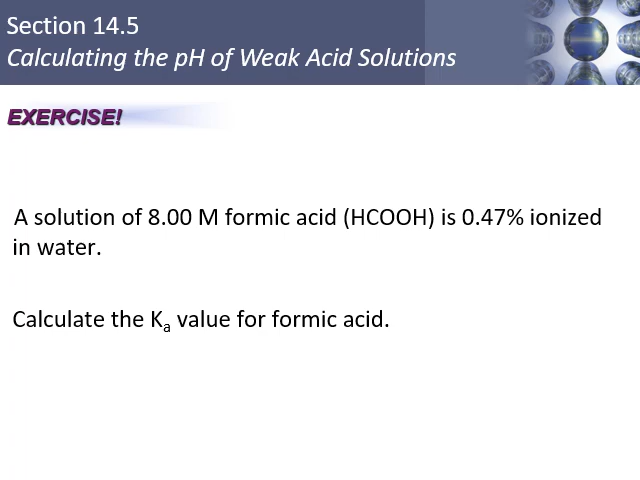 Section 14.5
Calculating the pH of Weak Acid Solutions
EXERCISE!
A solution of 8.00 M formic acid (HCOOH) is 0.47% ionized
in water.
Calculate the Ka value for formic acid.